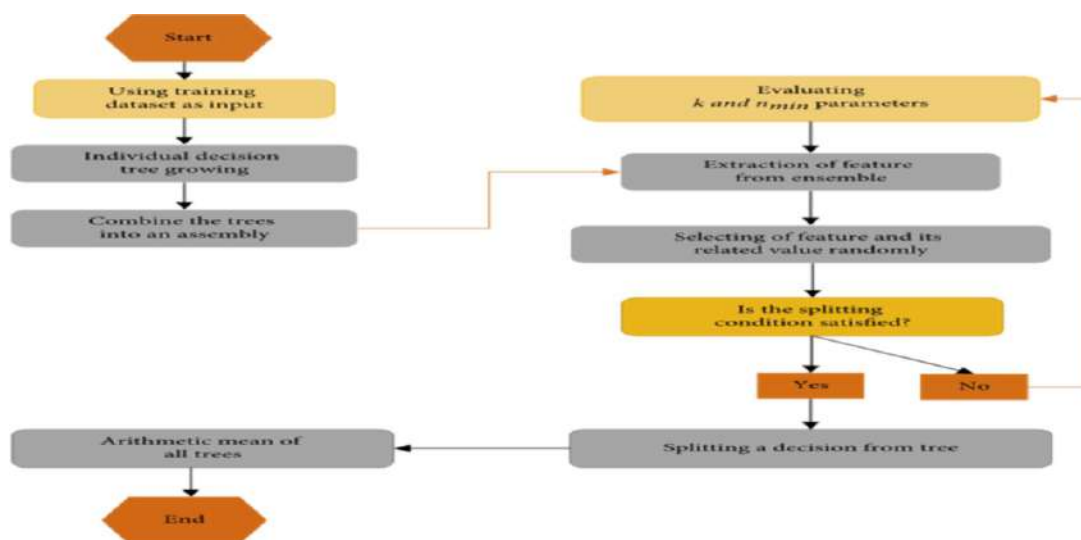 Start
Using training
dataset as input
Individual decision
tree growing
Combine the trees
into an assembly
Evaluating
k and nmin parameters
Extraction of feature
from ensemble
Selecting of feature and its
related value randomly
Is the splitting
condition satisfied?
Yes
No
Splitting a decision from tree
Arithmetic mean of
all trees
End